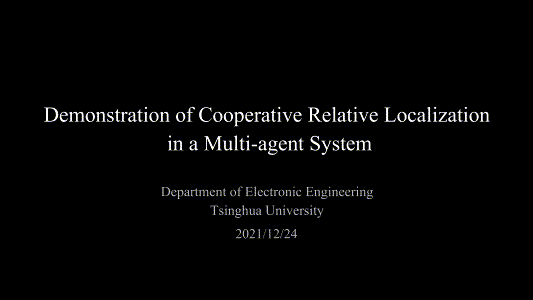 Demonstration of Cooperative Relative Localization
in a Multi-agent System
Department of Electronic Engineering
Tsinghua University
2021/12/24